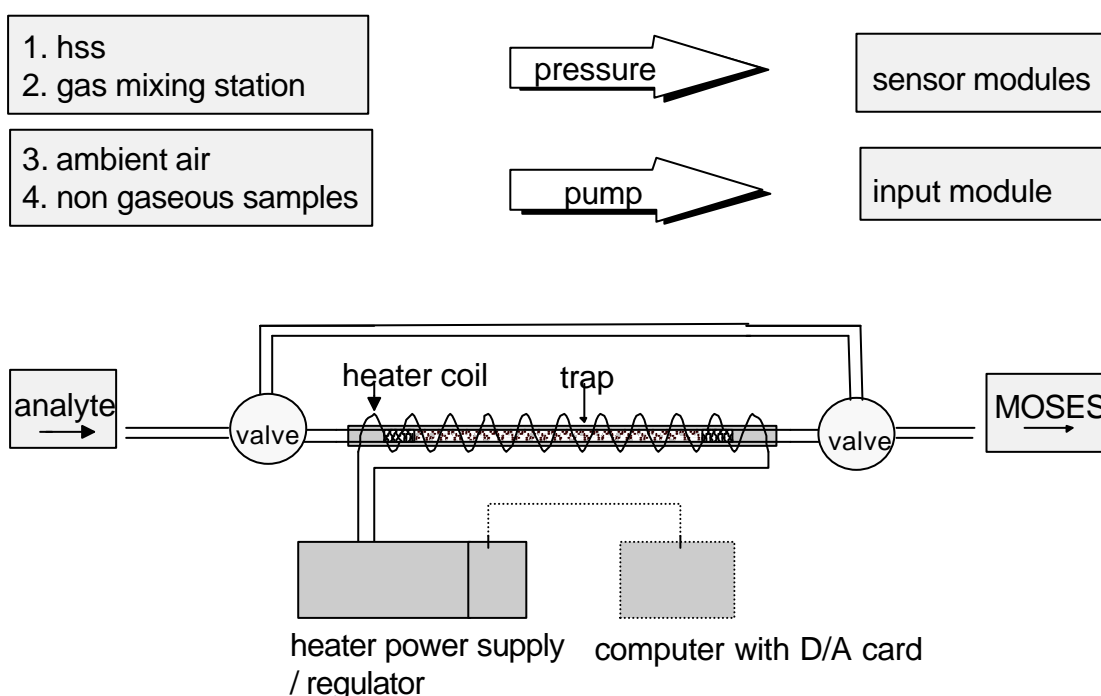 1. hss
2. gas mixing station
pressure
sensor modules
3. ambient air
4. non gaseous samples
pump
input module
heater coil
trap
analyte
valve
valve
MOSES
heater power supply
/ regulator
computer with D/A card